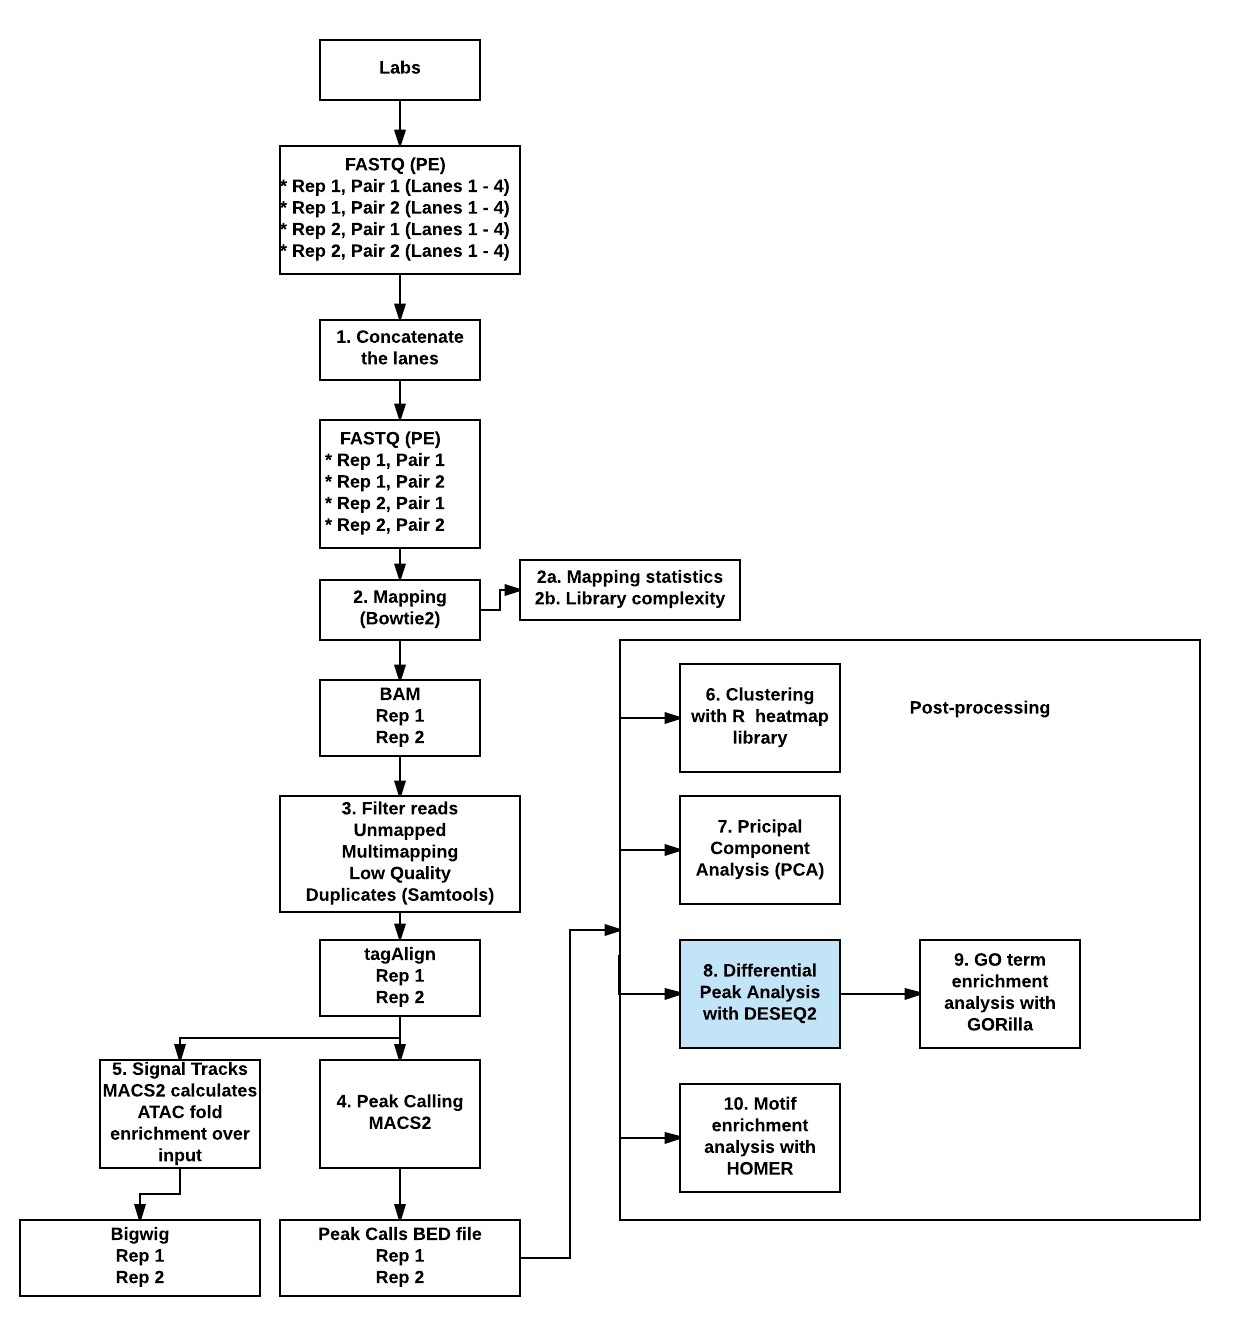 Labs
FASTQ (PE)
* Rep 1, Pair 1 (Lanes 1 - 4)
* Rep 1, Pair 2 (Lanes 1 - 4)
* Rep 2, Pair 1 (Lanes 1 - 4)
* Rep 2, Pair 2 (Lanes 1 - 4)
1. Concatenate
the lanes
FASTQ (PE)
* Rep 1, Pair 1
* Rep 1, Pair 2
* Rep 2, Pair 1
* Rep 2, Pair 2
2. Mapping
(Bowtie2)
2a. Mapping statistics
2b. Library complexity
BAM
Rep 1
Rep 2
3. Filter reads
Unmapped
Multimapping
Low Quality
Duplicates (Samtools)
tagAlign
Rep 1
Rep 2
5. Signal Tracks
MACS2 calculates
ATAC fold
enrichment over
input
4. Peak Calling
MACS2
Bigwig
Rep 1
Rep 2
Peak Calls BED file
Rep 1
Rep 2
Post-processing
6. Clustering
with R heatmap
library
7. Pricipal
Component
Analysis (PCA)
8. Differential
Peak Analysis
with DESEQ2
9. GO term
enrichment
analysis with
GORilla
10. Motif
enrichment
analysis with
HOMER